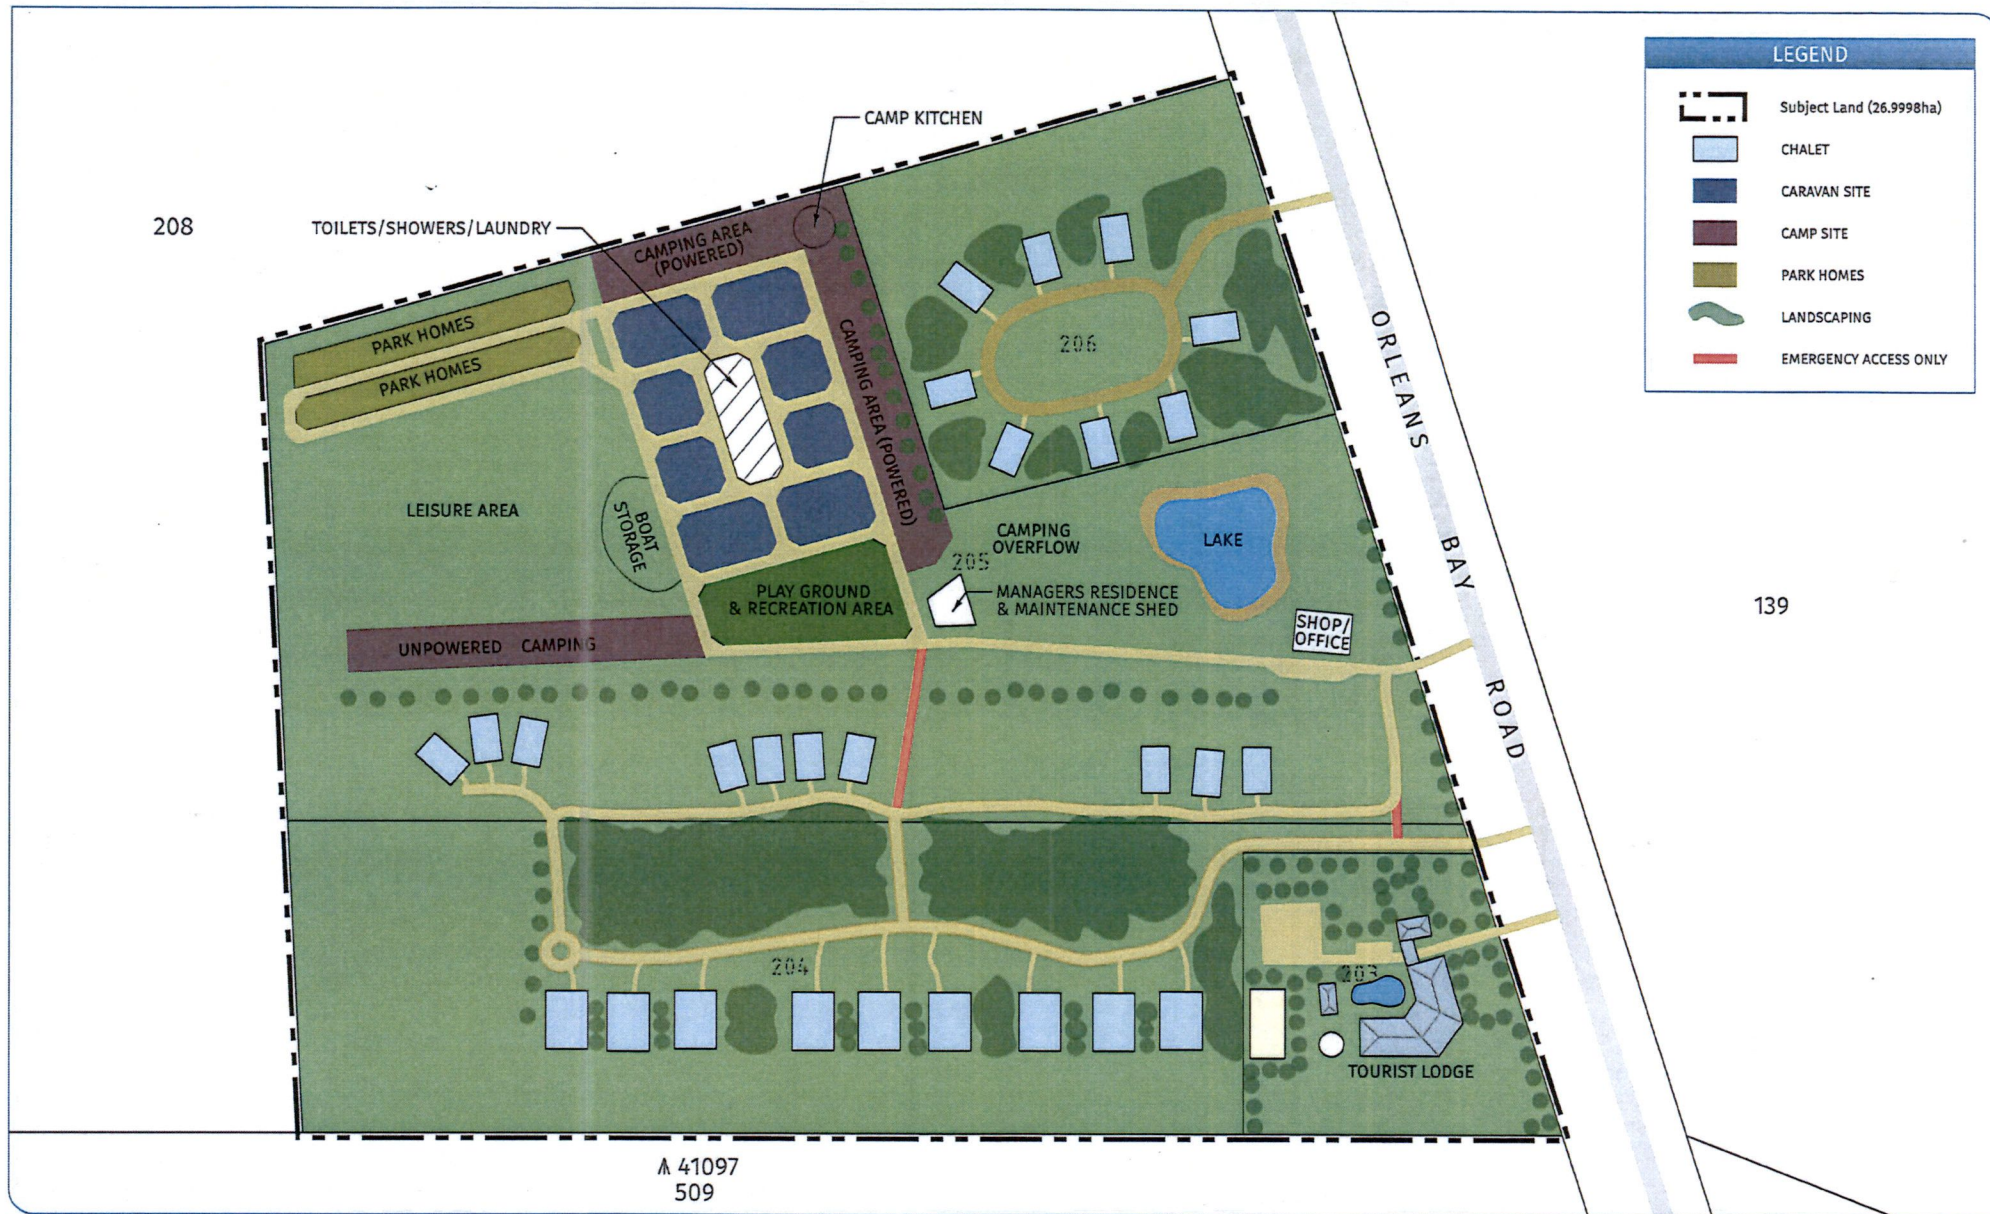 LEGEND
Subject Land (26.9998ha)
CHALET
CARAVAN SITE
CAMP SITE
PARK HOMES
LANDSCAPING
EMERGENCY ACCESS ONLY
CAMP KITCHEN
208
TOILETS/SHOWERS/LAUNDRY
CAMPING AREA
(POWERED)
PARK HOMES
PARK HOMES
CAMPING AREA (POWERED)
206
ORLEANS BAY ROAD
LEISURE AREA
BOAT
STORAGE
CAMPING
OVERFLOW
205
LAKE
PLAY GROUND
& RECREATION AREA
MANAGERS RESIDENCE
& MAINTENANCE SHED
SHOP/
OFFICE
139
UNPOWERED CAMPING
204
203
TOURIST LODGE
41097
509